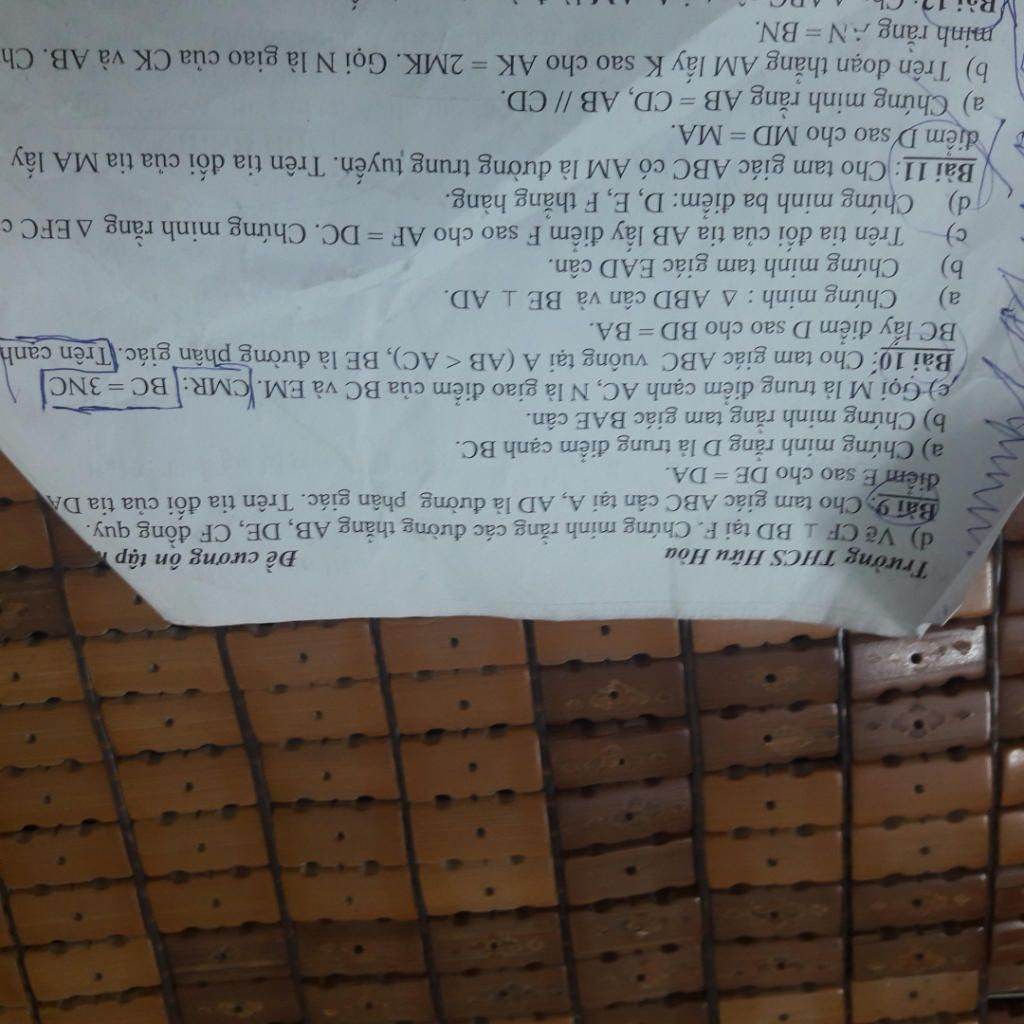 Trường THCS Hữu Hòa Đề cương ôn tập
d) Vẽ CF ⊥ BD tại F. Chứng minh rằng các đường thẳng AB, DE, CF đồng quy.
Bài 9: Cho tam giác ABC cân tại A, AD là đường phân giác. Trên tia đối của tia DA
điểm E sao cho DE = DA.
a) Chứng minh rằng D là trung điểm cạnh BC.
b) Chứng minh rằng tam giác BAE cân.
c) Gọi M là trung điểm cạnh AC, N là giao điểm của BC và EM. CMR: BC = 3NC
Bài 10: Cho tam giác ABC vuông tại A (AB < AC), BE là đường phân giác. Trên cạnh
BC lấy điểm D sao cho BD = BA.
a) Chứng minh : Δ ABD cân và BE ⊥ AD.
b) Chứng minh tam giác EAD cân.
c) Trên tia đối của tia AB lấy điểm F sao cho AF = DC. Chứng minh rằng Δ EFC c
d) Chứng minh ba điểm: D, E, F thẳng hàng.
Bài 11: Cho tam giác ABC có AM là đường trung tuyến. Trên tia đối của tia MA lấy
điểm D sao cho MD = MA.
a) Chứng minh rằng AB = CD, AB // CD.
b) Trên đoạn thẳng AM lấy K sao cho AK = 2MK. Gọi N là giao của CK và AB. Ch
minh rằng AN = BN.
Bài 12: